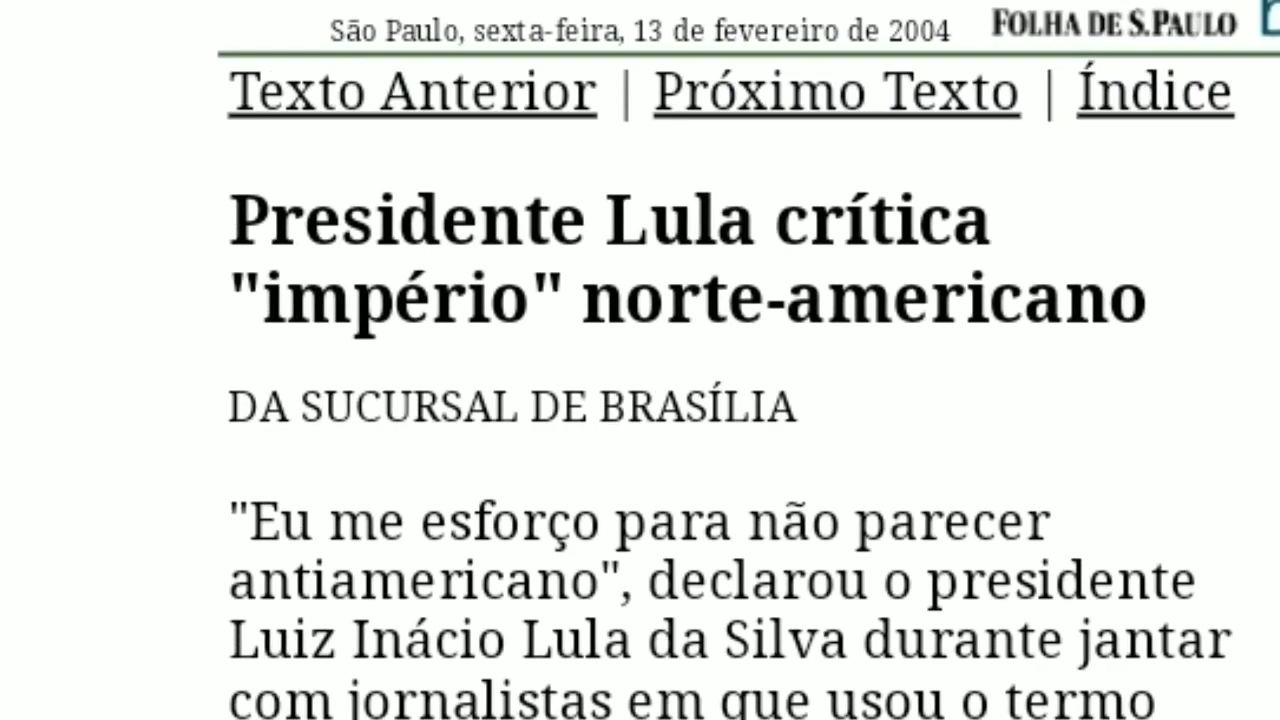 São Paulo, sexta-feira, 13 de fevereiro de 2004 FOLHA DE S.PAULO
Texto Anterior | Próximo Texto | Índice
Presidente Lula crítica
"império" norte-americano
DA SUCURSAL DE BRASÍLIA
"Eu me esforço para não parecer
antiamericano", declarou o presidente
Luiz Inácio Lula da Silva durante jantar
com jornalistas em que usou o termo